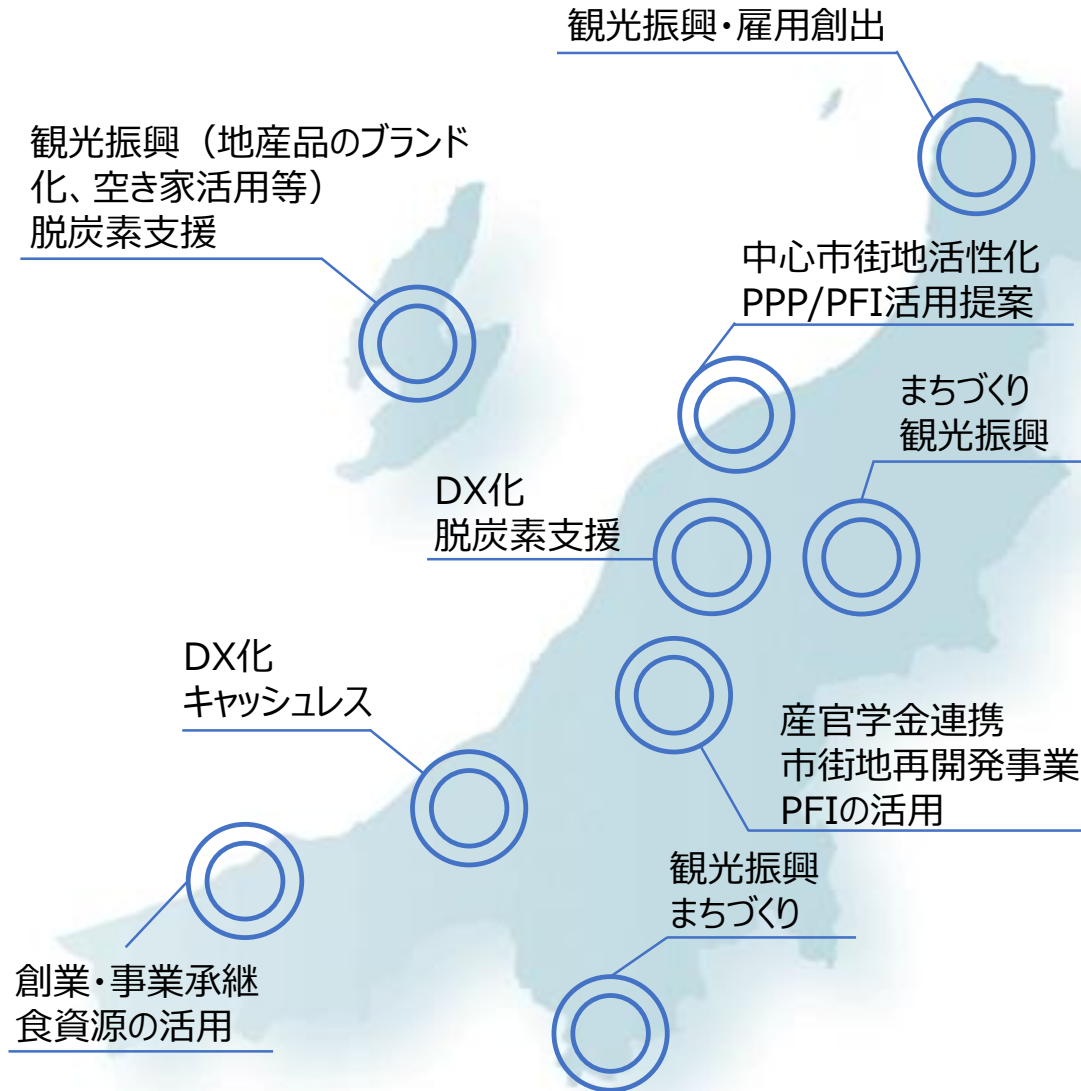 観光振興・雇用創出
観光振興（地産品のブランド
化、空き家活用等）
脱炭素支援
中心市街地活性化
PPP/PFI活用提案
まちづくり
観光振興
DX化
脱炭素支援
DX化
キャッシュレス
産官学金連携
市街地再開発事業
PFIの活用
観光振興
まちづくり
創業・事業承継
食資源の活用